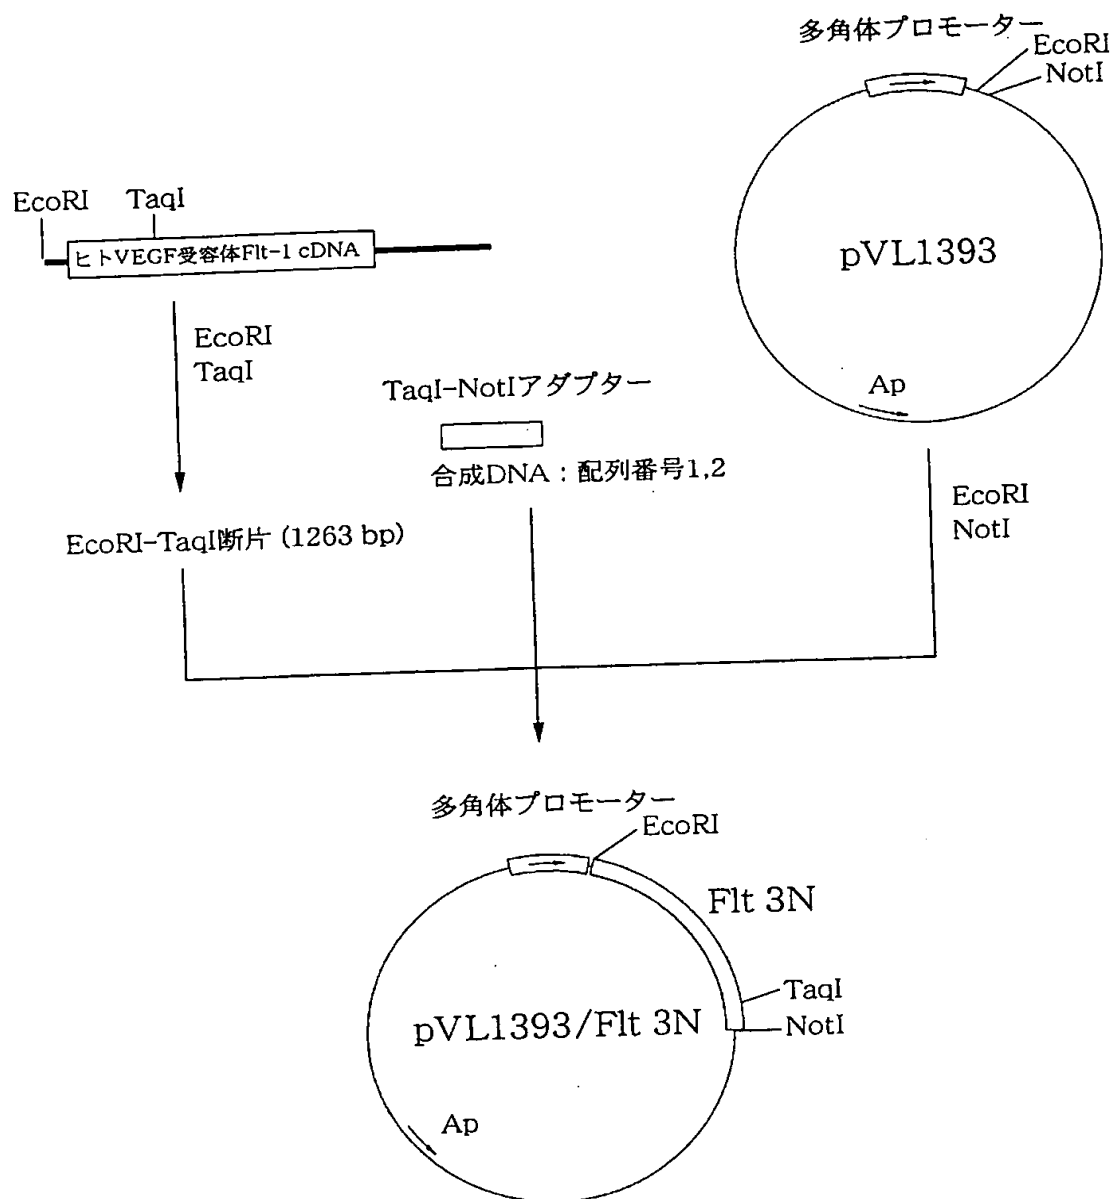 多角体プロモーター
EcoRI
NotI
pVL1393
Ap
EcoRI
NotI
EcoRI
TaqI
ヒトVEGF受容体Flt-1 cDNA
EcoRI
TaqI
TaqI-NotIアダプター
合成DNA：配列番号1,2
EcoRI-TaqI断片 (1263 bp)
多角体プロモーター
EcoRI
Flt 3N
TaqI
NotI
pVL1393/Flt 3N
Ap